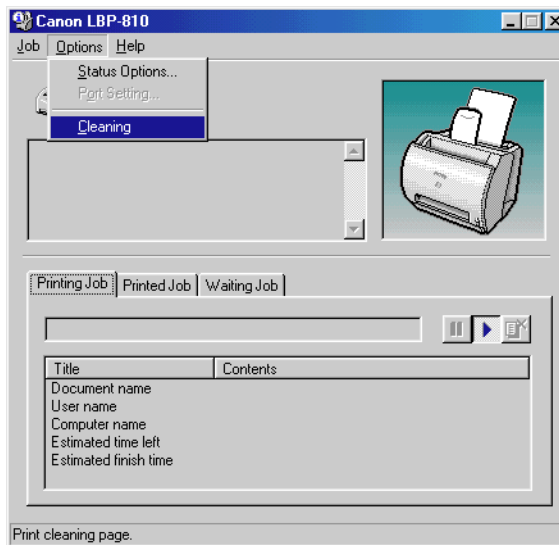 Canon LBP-810
Job Options Help
Status Options...
Port Setting...
Cleaning
Printing Job Printed Job Waiting Job
Title Contents
Document name
User name
Computer name
Estimated time left
Estimated finish time
Print cleaning page.